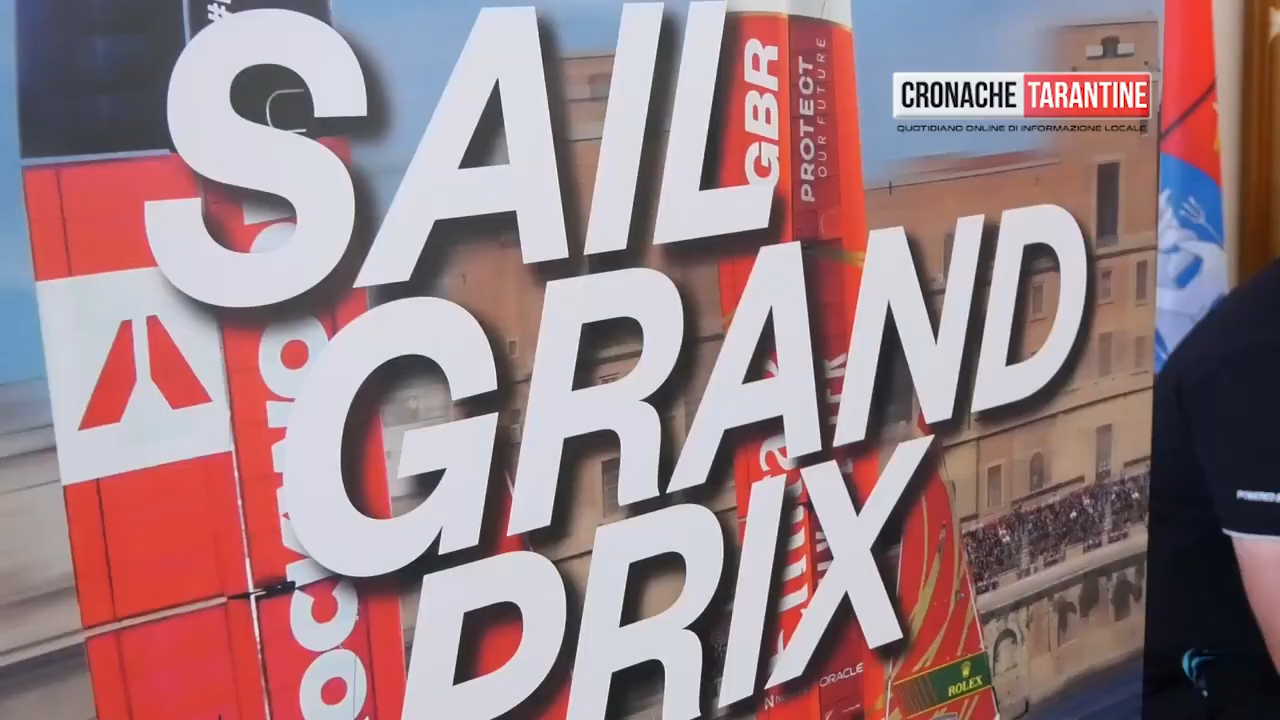 SAIL
GRAND
PRIX
GBR
PROTECT
OUR FUTURE
CRONACHE TARANTINE
QUOTIDIANO ONLINE DI INFORMAZIONE LOCALE
ORACLE
ROLEX